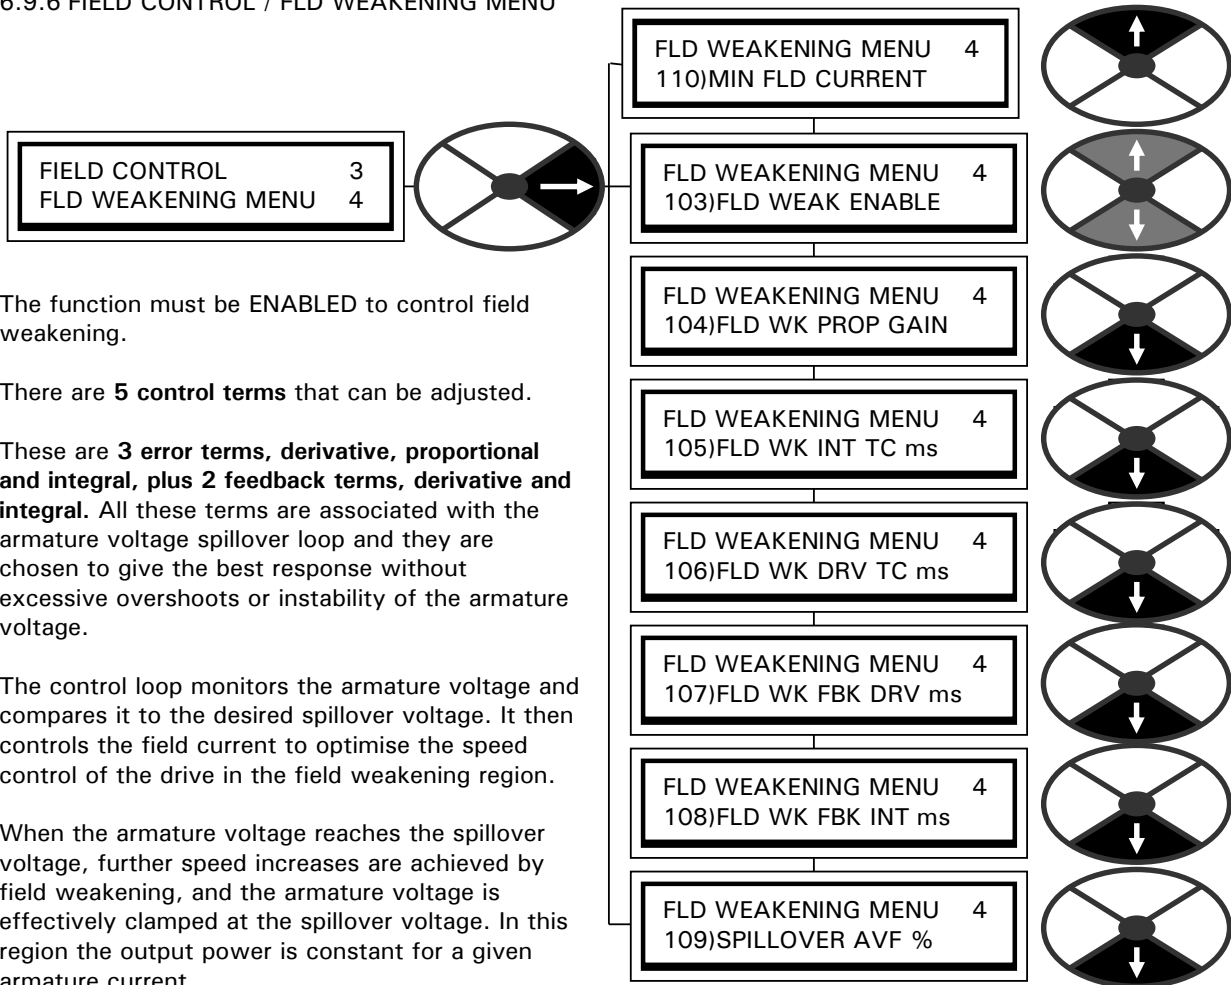 6.9.6 FIELD CONTROL / FLD WEAKENING MENU
FIELD CONTROL 3
FLD WEAKENING MENU 4
The function must be ENABLED to control field
weakening.
There are 5 control terms that can be adjusted.
These are 3 error terms, derivative, proportional
and integral, plus 2 feedback terms, derivative and
integral. All these terms are associated with the
armature voltage spillover loop and they are
chosen to give the best response without
excessive overshoots or instability of the armature
voltage.
The control loop monitors the armature voltage and
compares it to the desired spillover voltage. It then
controls the field current to optimise the speed
control of the drive in the field weakening region.
When the armature voltage reaches the spillover
voltage, further speed increases are achieved by
field weakening, and the armature voltage is
effectively clamped at the spillover voltage. In this
region the output power is constant for a given
armature current
FLD WEAKENING MENU 4
110)MIN FLD CURRENT
FLD WEAKENING MENU 4
103)FLD WEAK ENABLE
FLD WEAKENING MENU 4
104)FLD WK PROP GAIN
FLD WEAKENING MENU 4
105)FLD WK INT TC ms
FLD WEAKENING MENU 4
106)FLD WK DRV TC ms
FLD WEAKENING MENU 4
107)FLD WK FBK DRV ms
FLD WEAKENING MENU 4
108)FLD WK FBK INT ms
FLD WEAKENING MENU 4
109)SPILLOVER AVF %